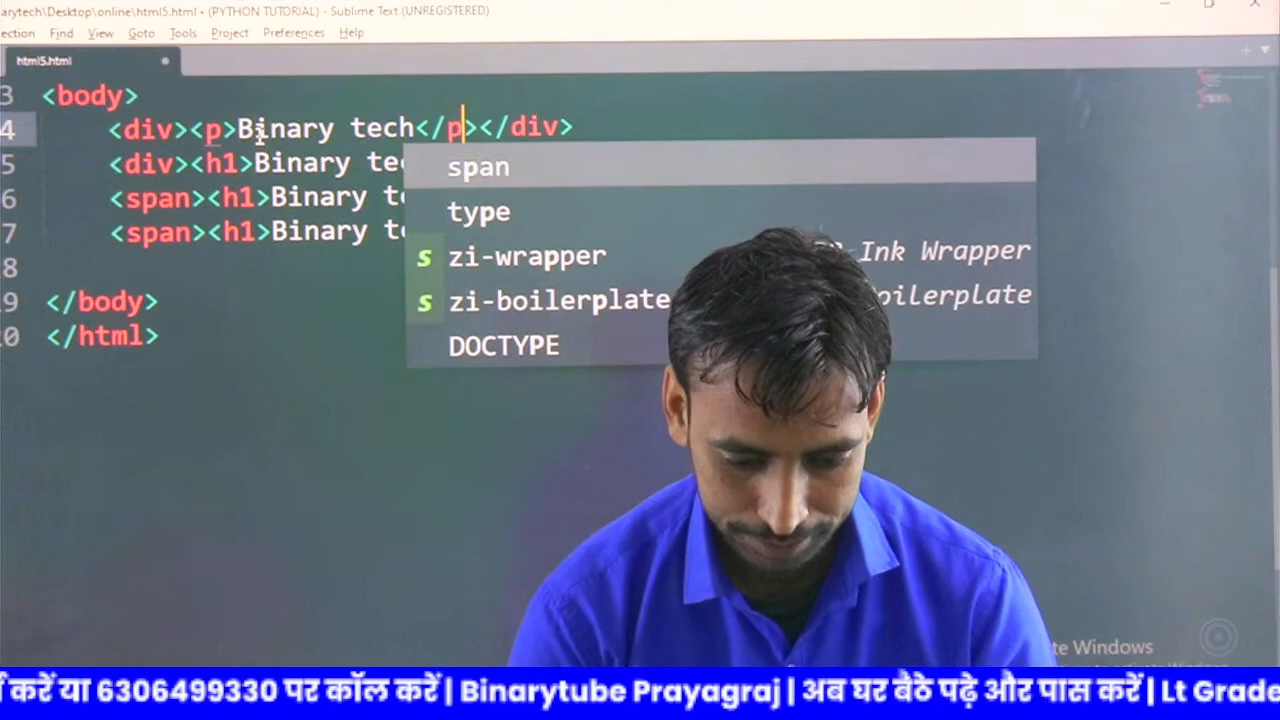 arytech\Desktop\online\html5.html • (PYTHON TUTORIAL) - Sublime Text (UNREGISTERED)
ection Find View Goto Tools Project Preferences Help
html5.html
3 <body>
4 <div><p>Binary tech</p></div>
5 <div><h1>Binary te
6 <span><h1>Binary t
7 <span><h1>Binary t
8
9 </body>
0 </html>
span
type
s zi-wrapper Ink Wrapper
s zi-boilerplate oilerplate
DOCTYPE
te Windows
करें या 6306499330 पर कॉल करें | Binarytube Prayagraj | अब घर बैठे पढ़े और पास करें | Lt Grade